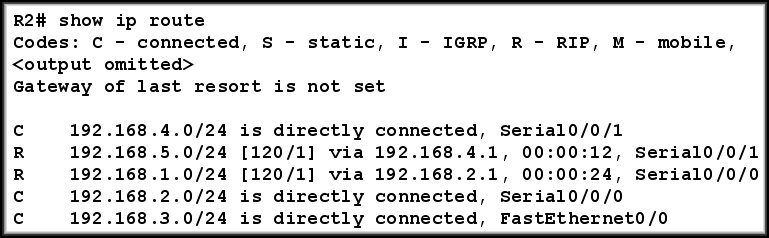 R2# show ip route
Codes: C - connected, S - static, I - IGRP, R - RIP, M - mobile,
<output omitted>
Gateway of last resort is not set
C 192.168.4.0/24 is directly connected, Serial0/0/1
R 192.168.5.0/24 [120/1] via 192.168.4.1, 00:00:12, Serial0/0/1
R 192.168.1.0/24 [120/1] via 192.168.2.1, 00:00:24, Serial0/0/0
C 192.168.2.0/24 is directly connected, Serial0/0/0
C 192.168.3.0/24 is directly connected, FastEthernet0/0